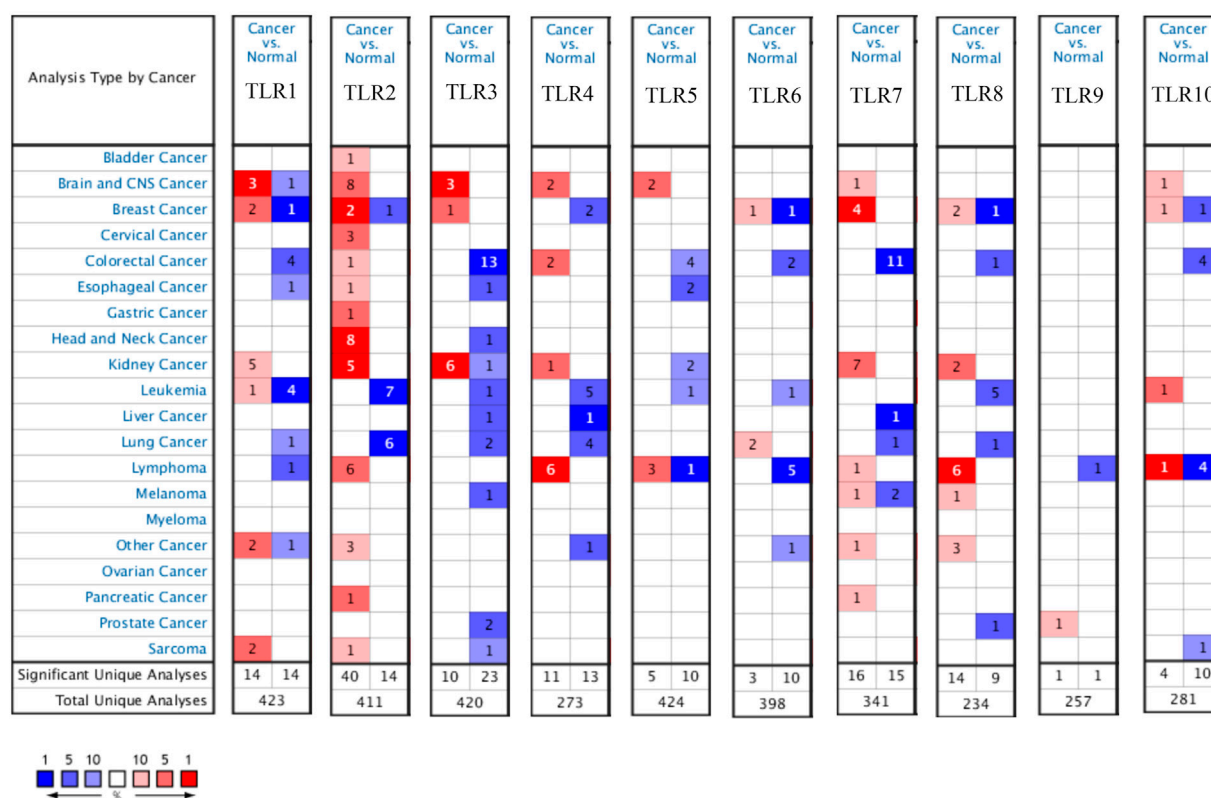 Analysis Type by Cancer
Cancer vs. Normal TLR1
Cancer vs. Normal TLR2
Cancer vs. Normal TLR3
Cancer vs. Normal TLR4
Cancer vs. Normal TLR5
Cancer vs. Normal TLR6
Cancer vs. Normal TLR7
Cancer vs. Normal TLR8
Cancer vs. Normal TLR9
Cancer vs. Normal TLR10
Bladder Cancer 1
Brain and CNS Cancer 3 1 8 3 2 2 1 1
Breast Cancer 2 1 2 1 1 2 1 1 4 2 1 1 1
Cervical Cancer 3
Colorectal Cancer 4 1 13 2 4 2 11 1 4
Esophageal Cancer 1 1 1 2
Gastric Cancer 1
Head and Neck Cancer 8 1
Kidney Cancer 5 5 6 1 1 2 7 2
Leukemia 1 4 7 1 5 1 1 5 1
Liver Cancer 1 1 1
Lung Cancer 1 6 2 4 2 1 1
Lymphoma 1 6 6 3 1 5 1 6 1 1 4
Melanoma 1 1 2 1
Myeloma
Other Cancer 2 1 3 1 1 1 3
Ovarian Cancer
Pancreatic Cancer 1 1
Prostate Cancer 2 1 1
Sarcoma 2 1 1 1
Significant Unique Analyses 14 14 40 14 10 23 11 13 5 10 3 10 16 15 14 9 1 1 4 10
Total Unique Analyses 423 411 420 273 424 398 341 234 257 281
1 5 10 10 5 1
%